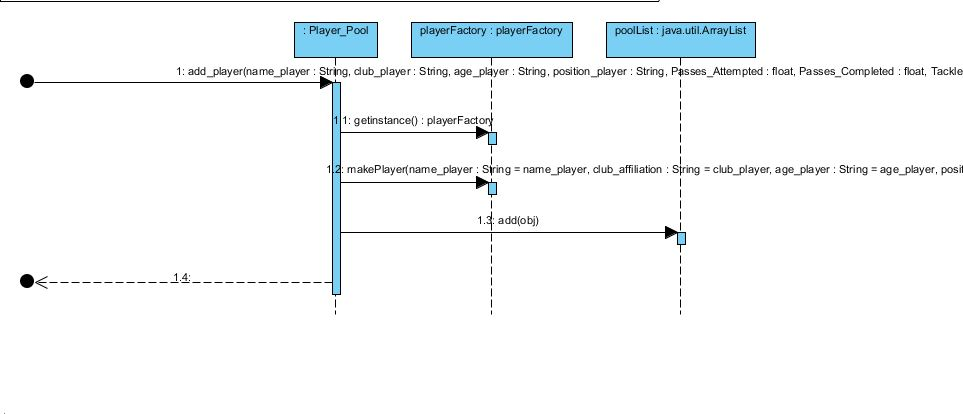 : Player_Pool
playerFactory : playerFactory
poolList : java.util.ArrayList
1: add_player(name_player : String, club_player : String, age_player : String, position_player : String, Passes_Attempted : float, Passes_Completed : float, Tackle
1.1: getinstance() : playerFactory
1.2: makePlayer(name_player : String = name_player, club_affiliation : String = club_player, age_player : String = age_player, posit
1.3: add(obj)
1.4: